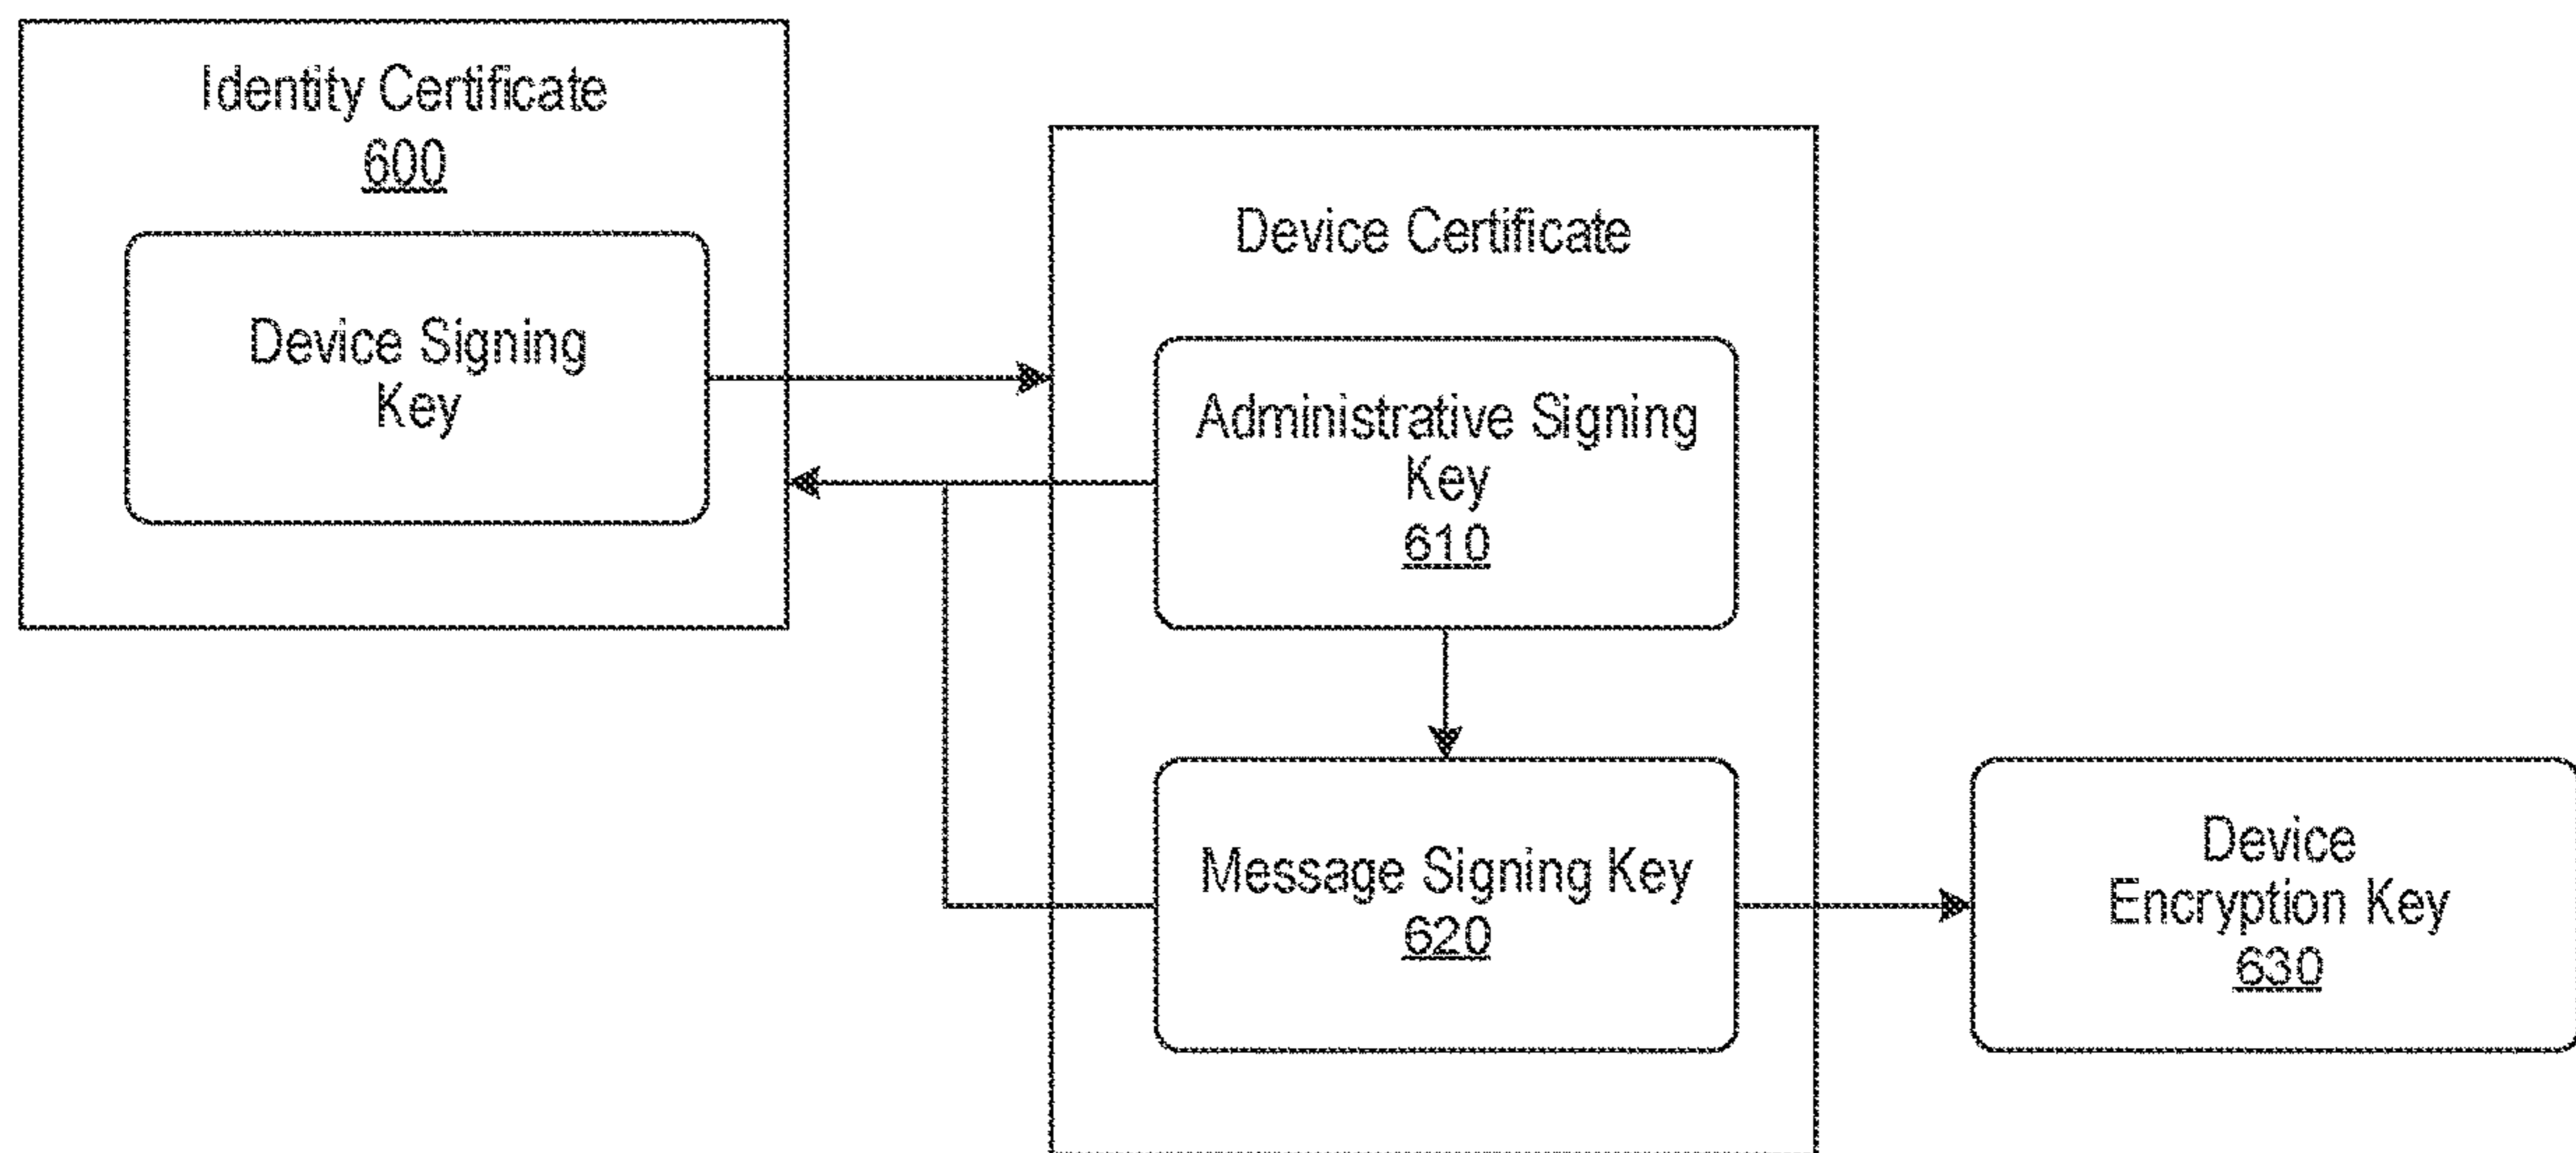 Identity Certificate
600
Device Signing
Key
Device Certificate
Administrative Signing
Key
610
Message Signing Key
620
Device
Encryption Key
630